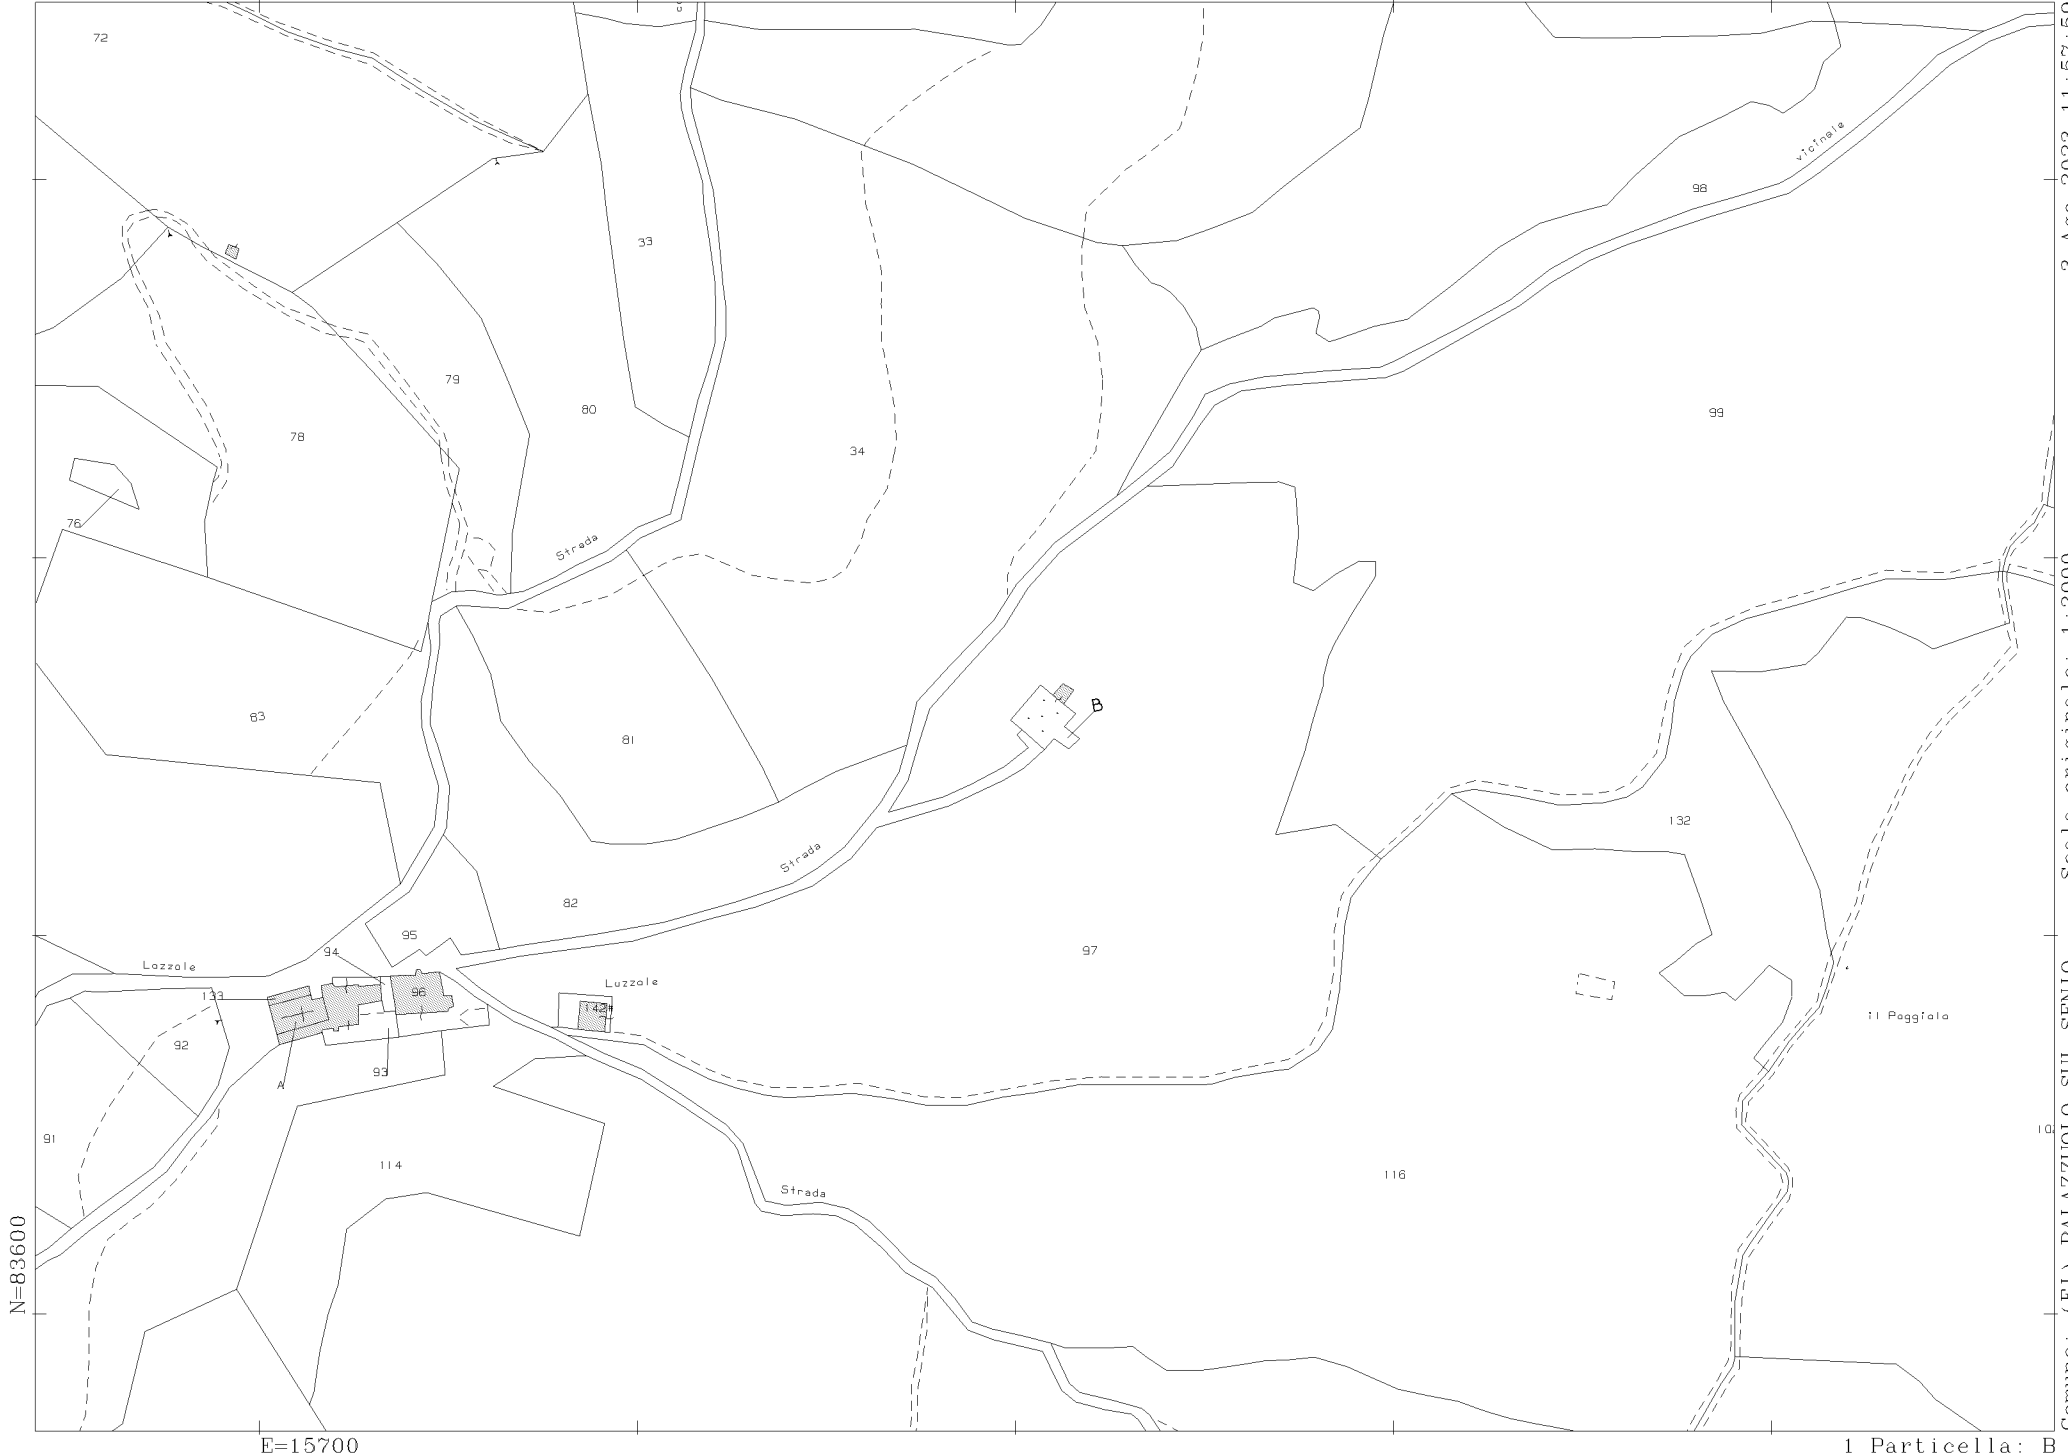 72
vicinale
98
33
79
80
99
78
34
76
Strada
83
81
B
132
Strada
82
95
94
97
Lazzale
133
96
Luzzale
142#
il Poggiolo
92
93
A
91
114
116
Strada
N=83600
E=15700
1 Particella: B